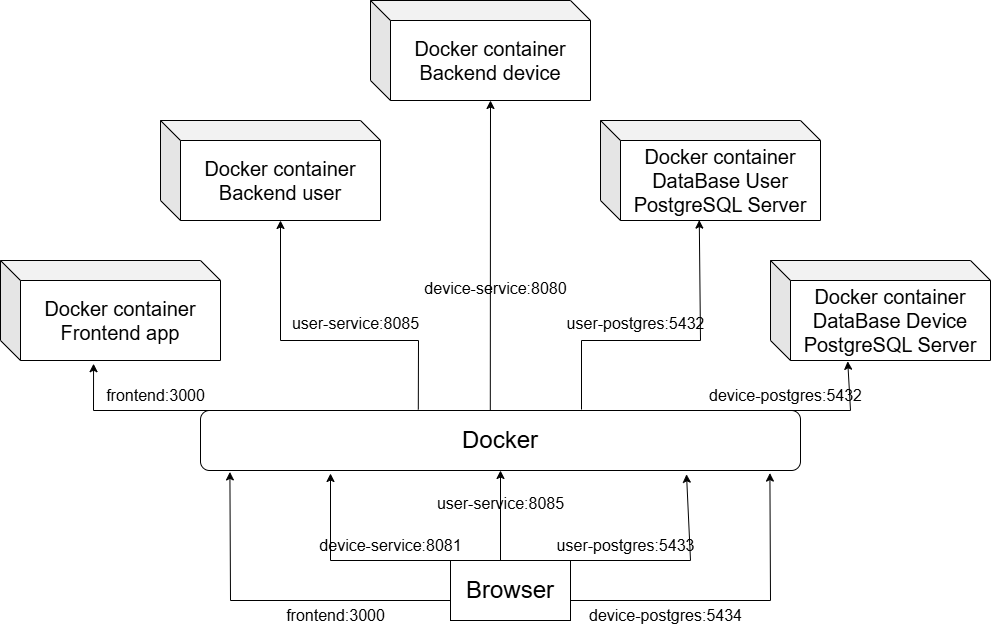 Docker container
Backend device
Docker container
Backend user
Docker container
DataBase User
PostgreSQL Server
Docker container
Frontend app
Docker container
DataBase Device
PostgreSQL Server
device-service:8080
user-service:8085
user-postgres:5432
frontend:3000
device-postgres:5432
Docker
user-service:8085
device-service:8081
user-postgres:5433
Browser
frontend:3000
device-postgres:5434